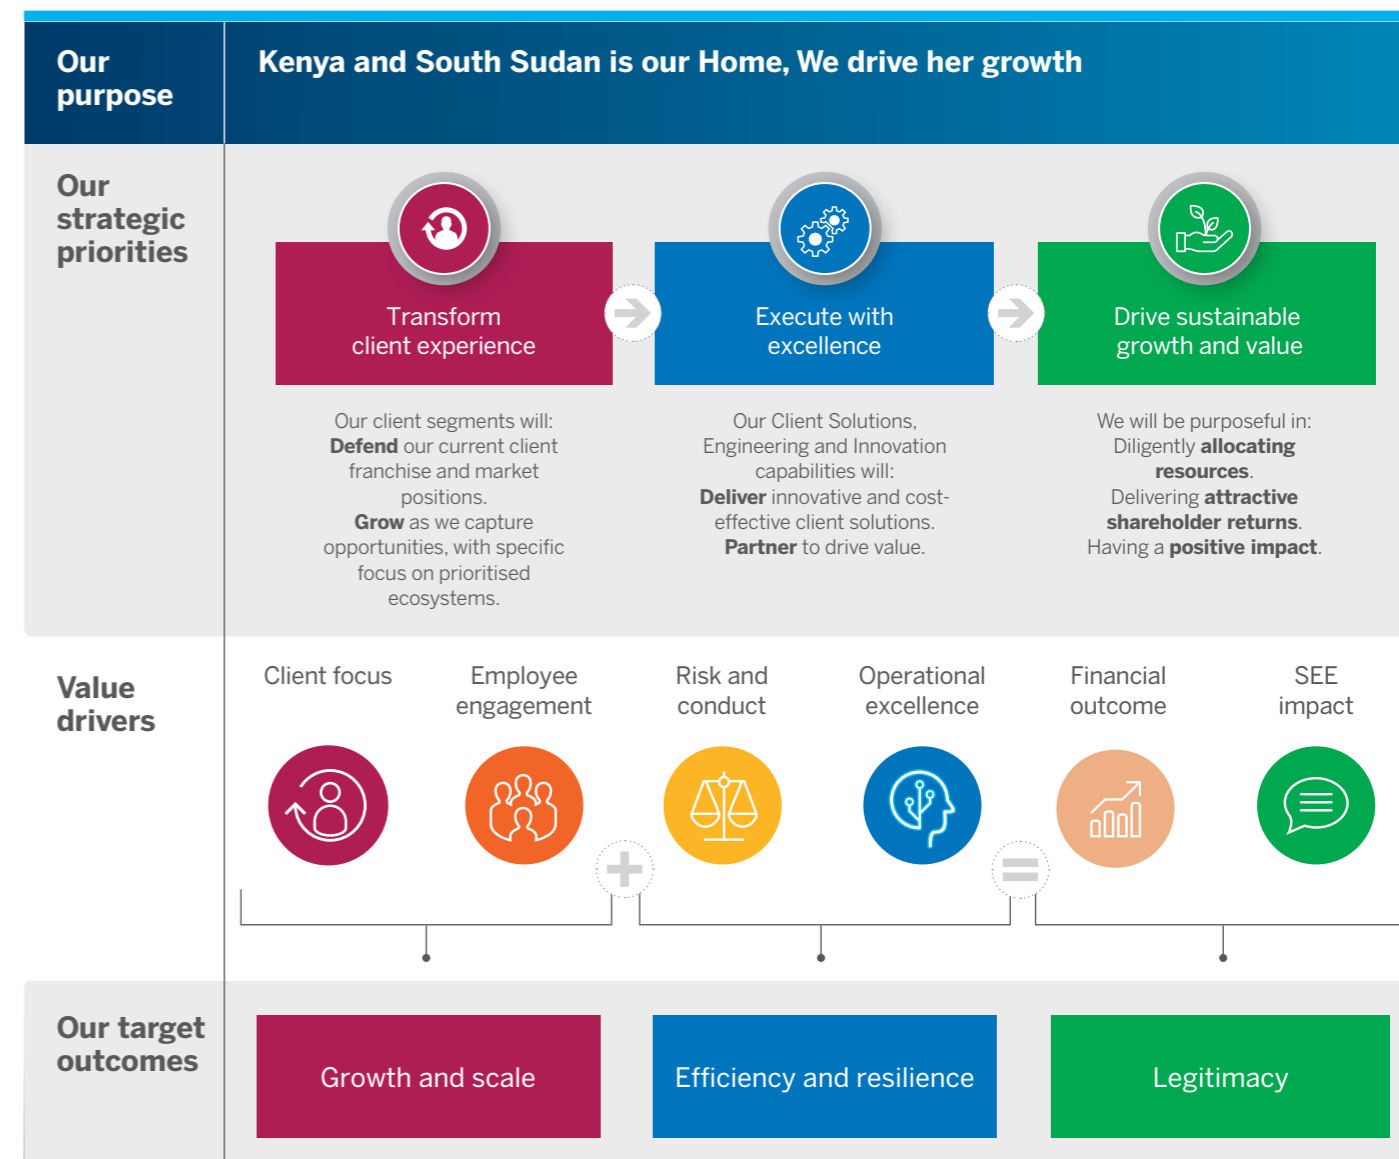 Our
purpose
Kenya and South Sudan is our Home, We drive her growth
Our
strategic
priorities
Transform
client experience
Execute with
excellence
Drive sustainable
growth and value
Our client segments will:
Defend our current client
franchise and market
positions.
Grow as we capture
opportunities, with specific
focus on prioritised
ecosystems.
Our Client Solutions,
Engineering and Innovation
capabilities will:
Deliver innovative and cost-
effective client solutions.
Partner to drive value.
We will be purposeful in:
Diligently allocating
resources.
Delivering attractive
shareholder returns.
Having a positive impact.
Value
drivers
Client focus
Employee
engagement
Risk and
conduct
Operational
excellence
Financial
outcome
SEE
impact
Our target
outcomes
Growth and scale
Efficiency and resilience
Legitimacy